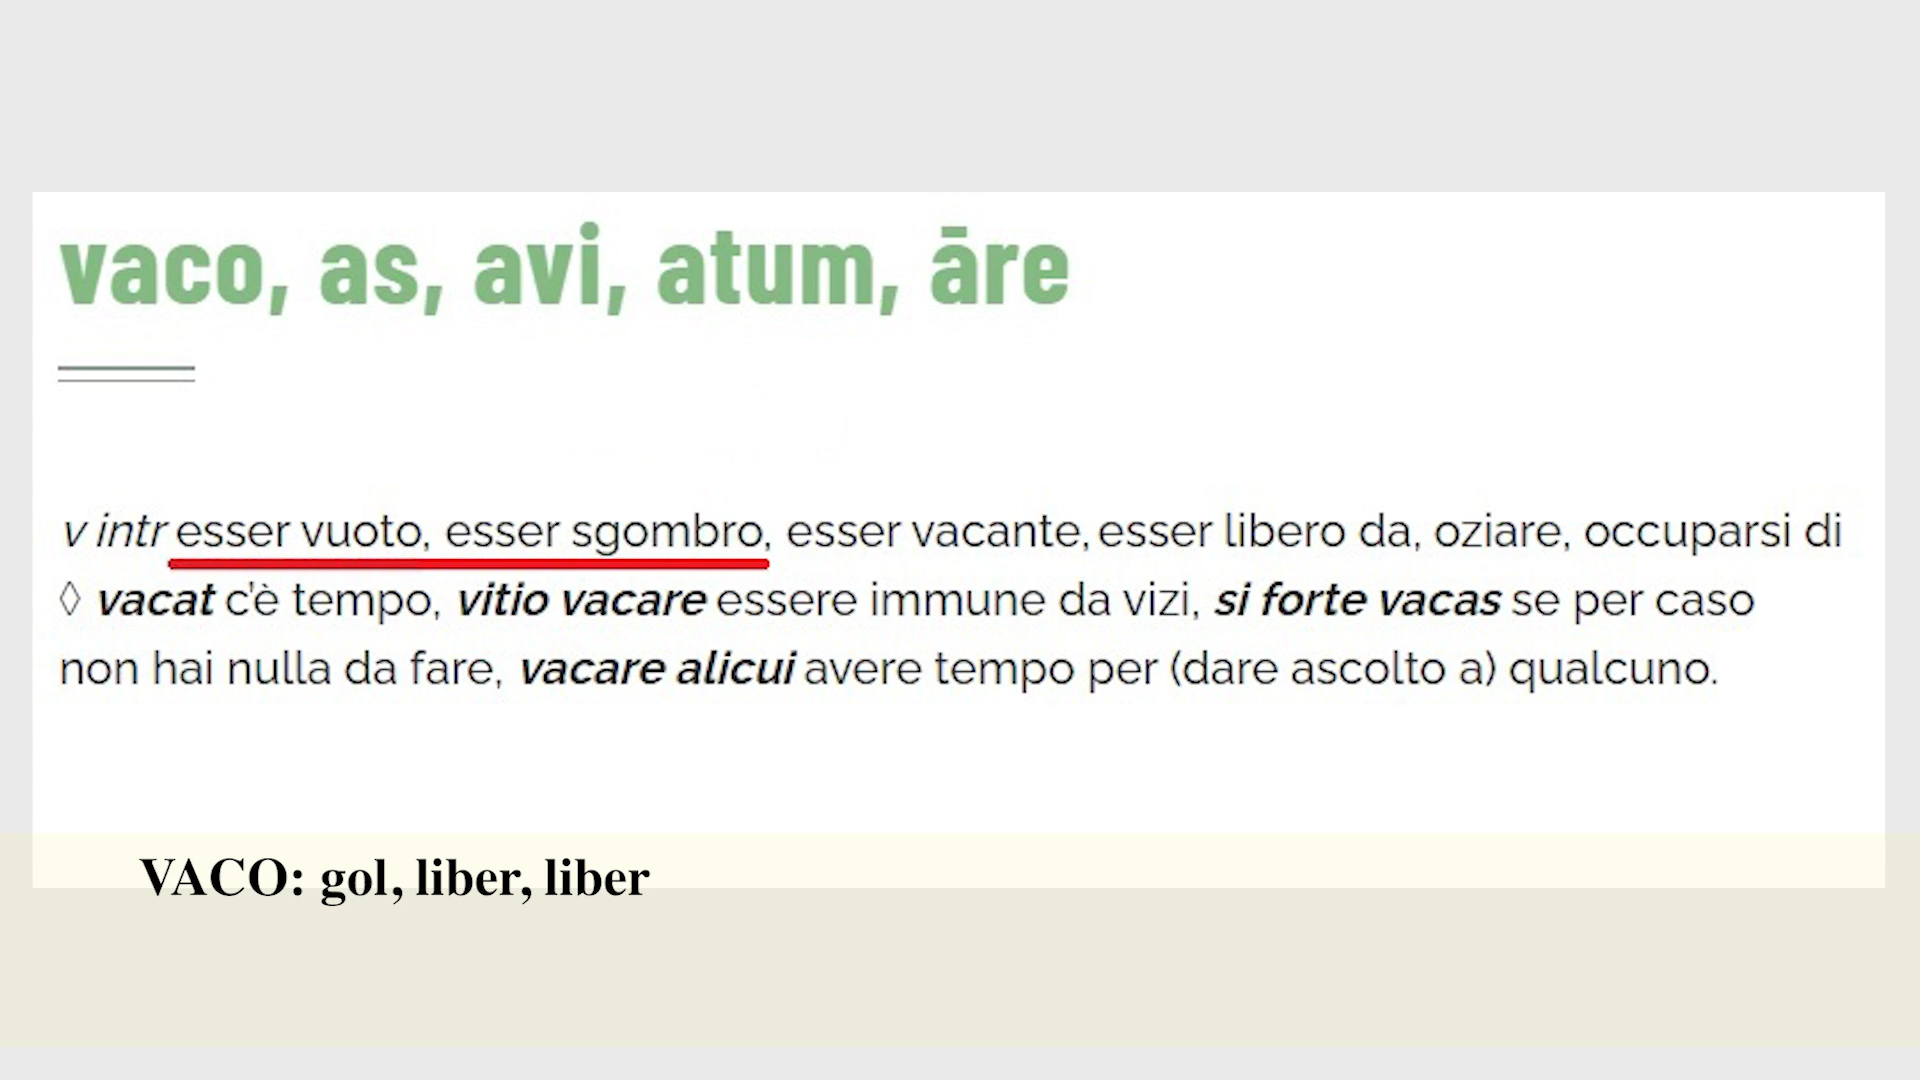 vaco, as, avi, atum, āre
v intr esser vuoto, esser sgombro, esser vacante, esser libero da, oziare, occuparsi di
◊ vacat c'è tempo, vitio vacare essere immune da vizi, si forte vacas se per caso
non hai nulla da fare, vacare alicui avere tempo per (dare ascolto a) qualcuno.
VACO: gol, liber, liber